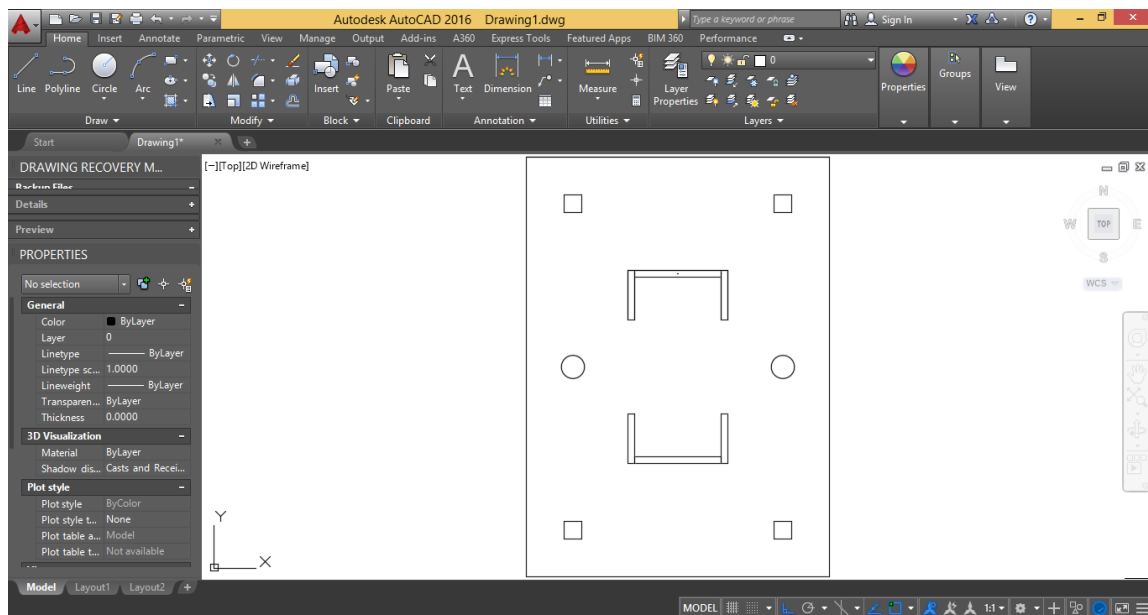 Autodesk AutoCAD 2016 Drawing1.dwg
Type a keyword or phrase
Sign In
Home Insert Annotate Parametric View Manage Output Add-ins A360 Express Tools Featured Apps BIM 360 Performance
Line Polyline Circle Arc
Insert
Paste
Text Dimension
Measure
Layer Properties
0
Properties
Groups
View
Draw Modify Block Clipboard Annotation Utilities Layers
Start Drawing1*
DRAWING RECOVERY M...
Backup Files
Details
Preview
PROPERTIES
No selection
General
Color ByLayer
Layer 0
Linetype ByLayer
Linetype sc... 1.0000
Lineweight ByLayer
Transparen... ByLayer
Thickness 0.0000
3D Visualization
Material ByLayer
Shadow dis... Casts and Recei...
Plot style
Plot style ByColor
Plot style t... None
Plot table a... Model
Plot table t... Not available
[−][Top][2D Wireframe]
N
W TOP E
S
WCS
Y
X
Model Layout1 Layout2 +
MODEL 1:1